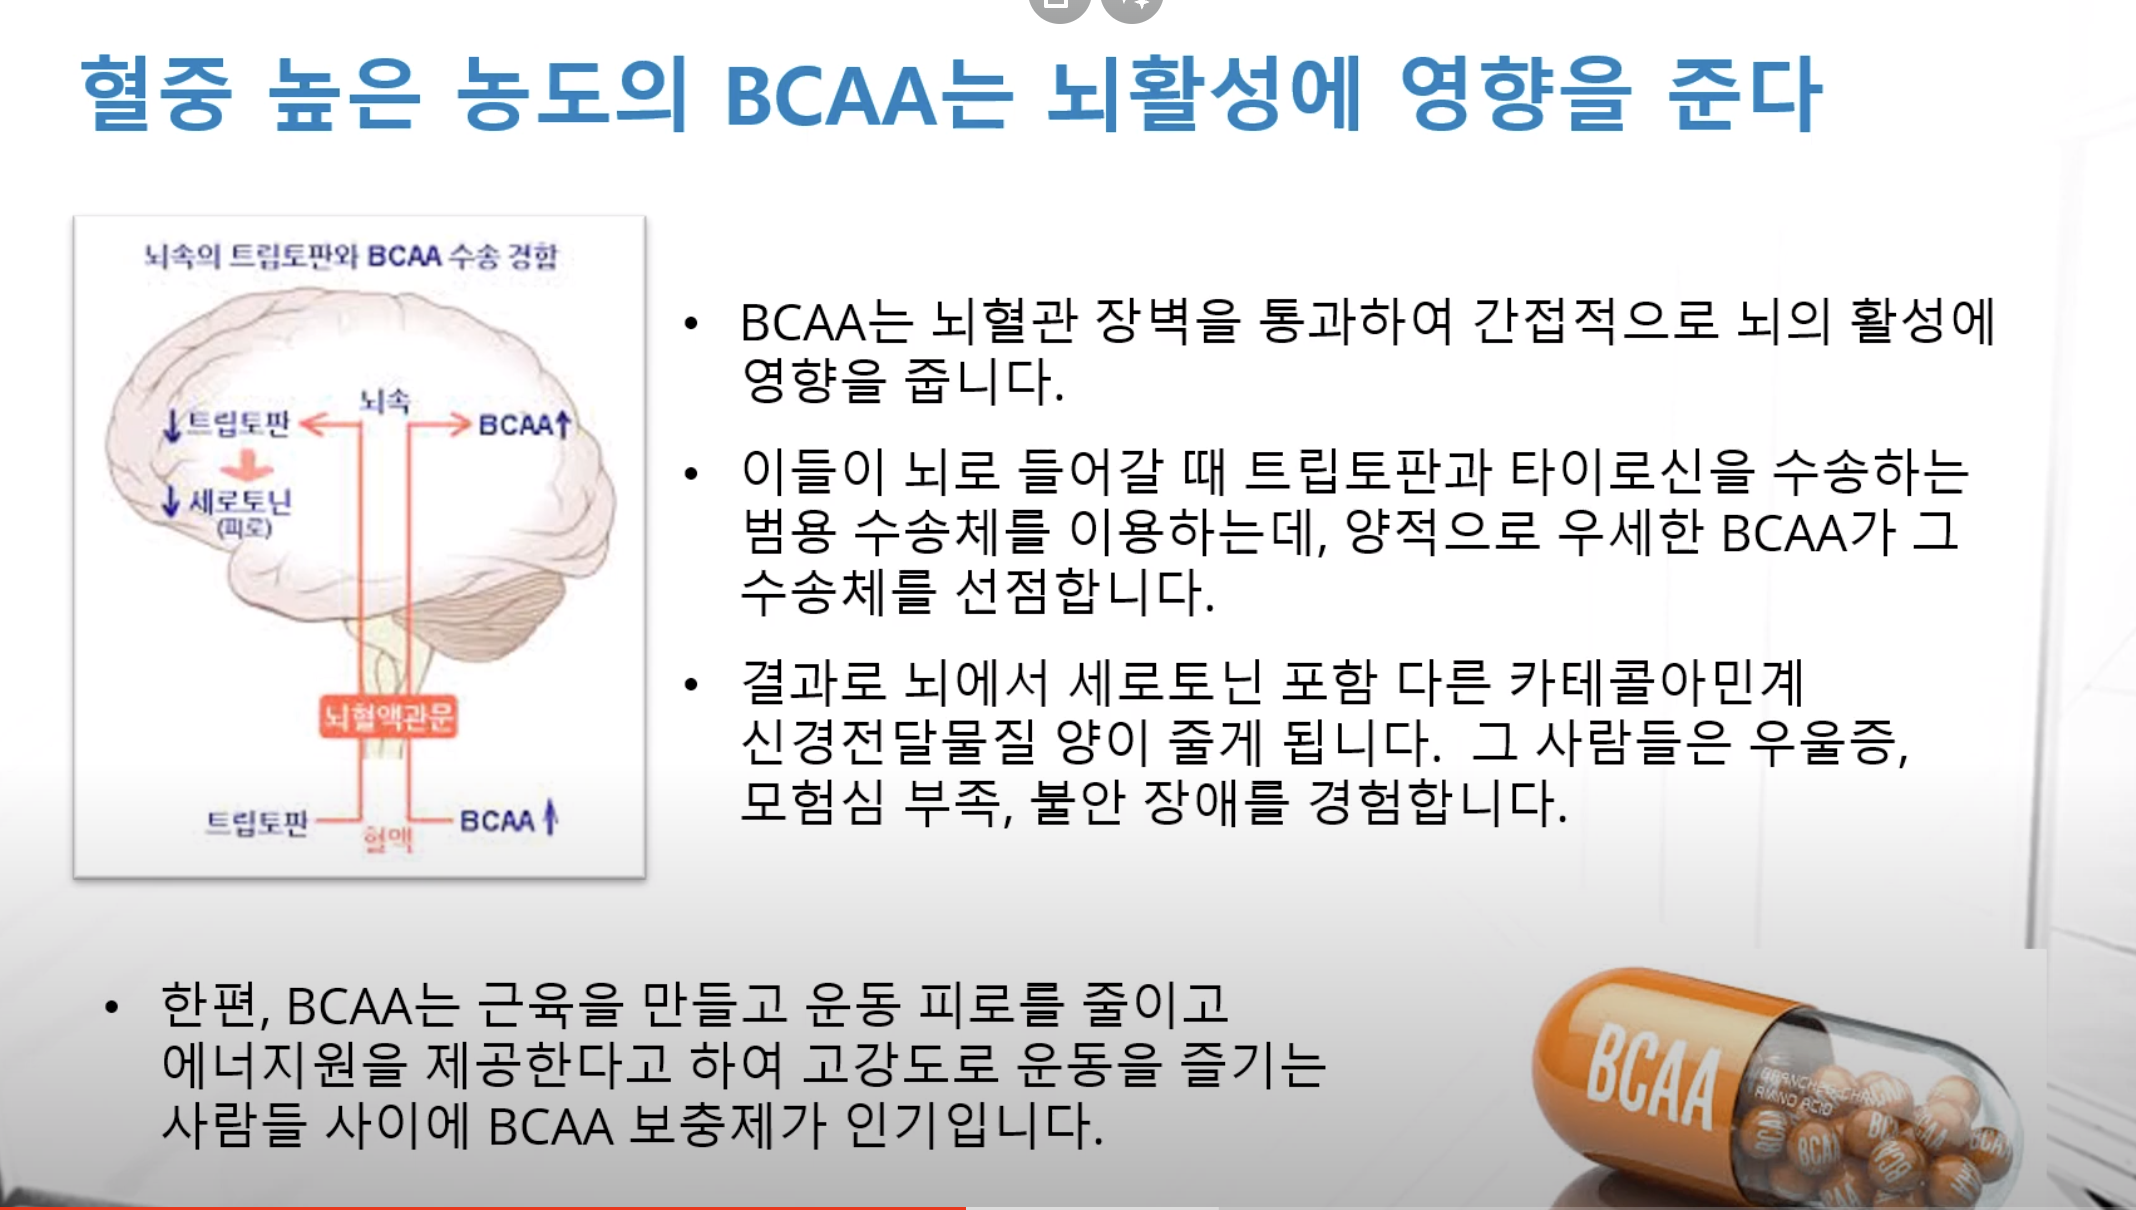 혈중 높은 농도의 BCAA는 뇌활성에 영향을 준다
뇌속의 트립토판와 BCAA 수송 경합
뇌속
↓트립토판
BCAA↑
↓세로토닌
(피로)
뇌혈액관문
트립토판
혈액
BCAA↑
• BCAA는 뇌혈관 장벽을 통과하여 간접적으로 뇌의 활성에
영향을 줍니다.
• 이들이 뇌로 들어갈 때 트립토판과 타이로신을 수송하는
범용 수송체를 이용하는데, 양적으로 우세한 BCAA가 그
수송체를 선점합니다.
• 결과로 뇌에서 세로토닌 포함 다른 카테콜아민계
신경전달물질 양이 줄게 됩니다. 그 사람들은 우울증,
모험심 부족, 불안 장애를 경험합니다.
• 한편, BCAA는 근육을 만들고 운동 피로를 줄이고
에너지원을 제공한다고 하여 고강도로 운동을 즐기는
사람들 사이에 BCAA 보충제가 인기입니다.
BCAA
AMINO ACID
BCAA
BCAA